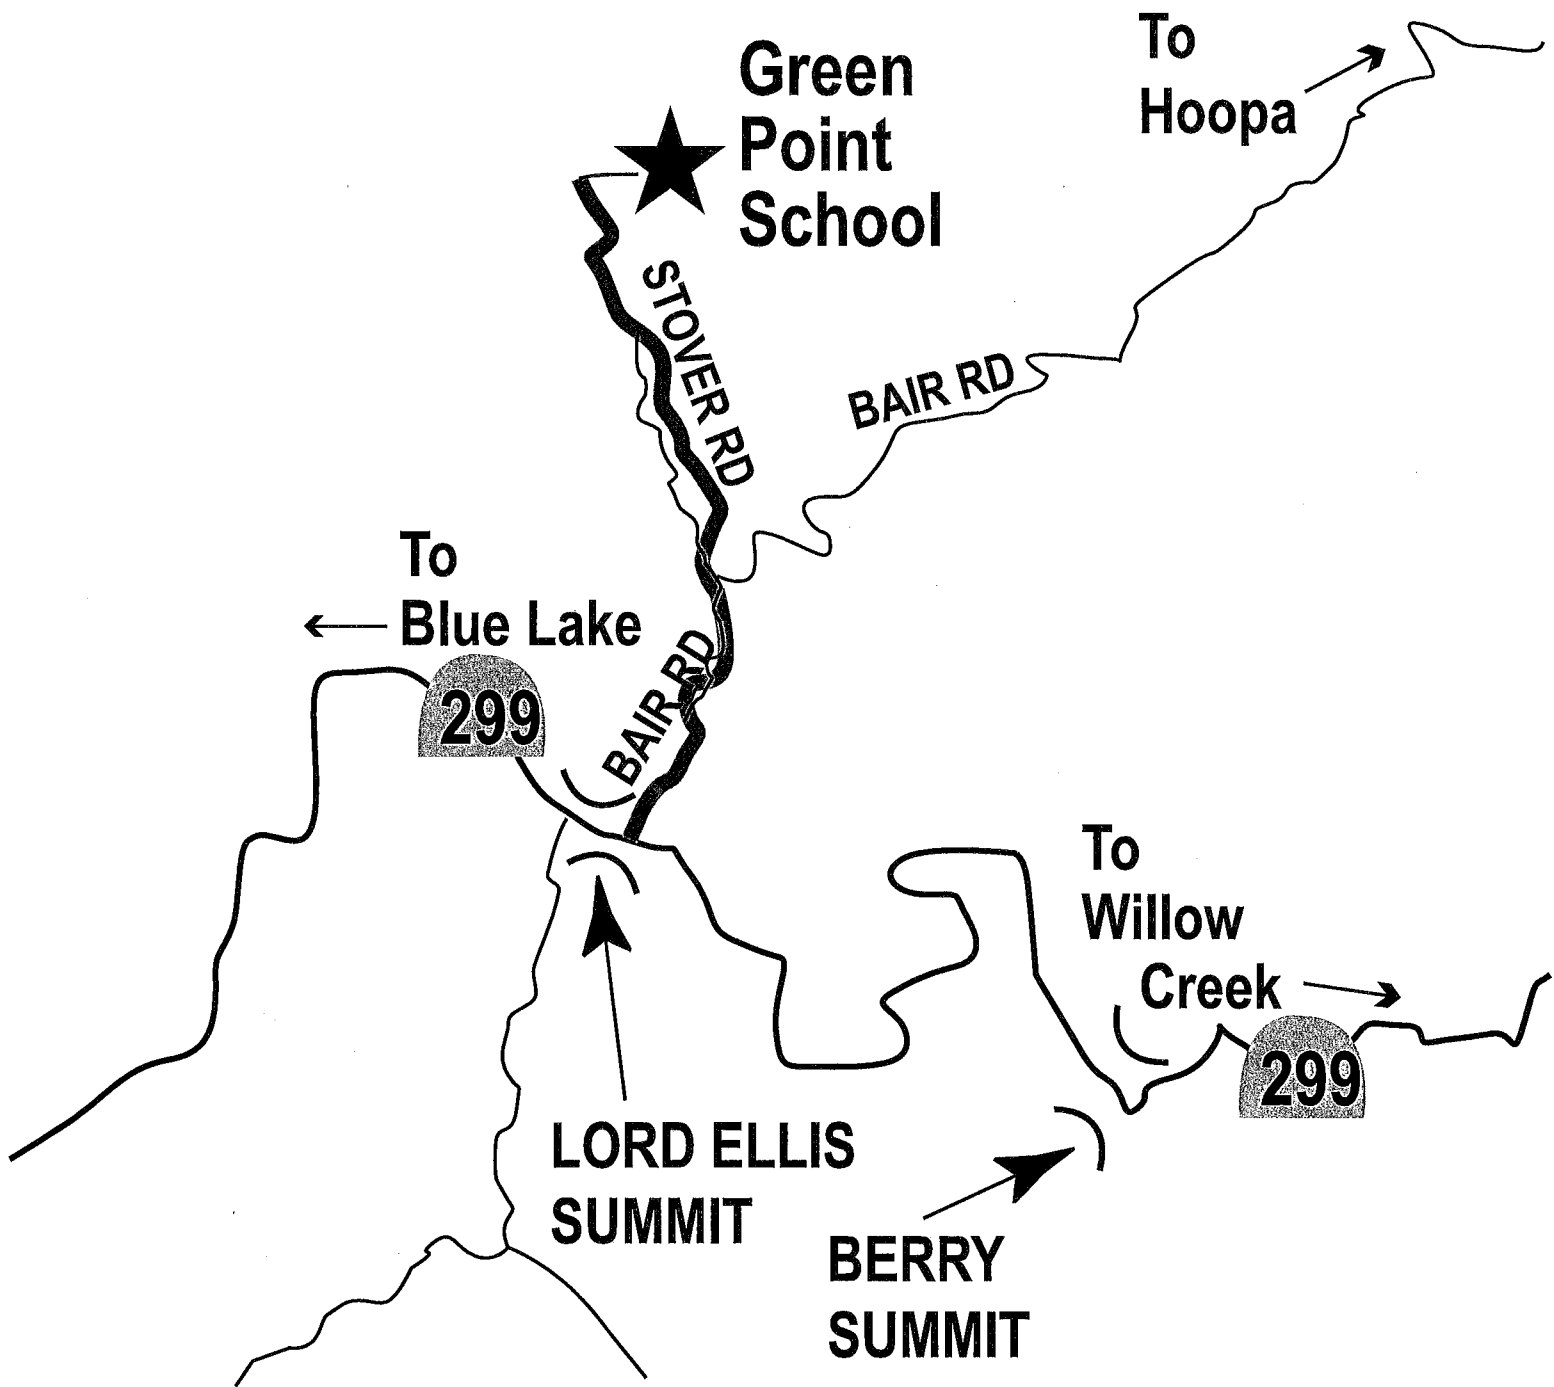 Green
Point
School
To
Hoopa
STOVER RD
BAIR RD
To
Blue Lake
299
BAIR RD
To
Willow
Creek
299
LORD ELLIS
SUMMIT
BERRY
SUMMIT